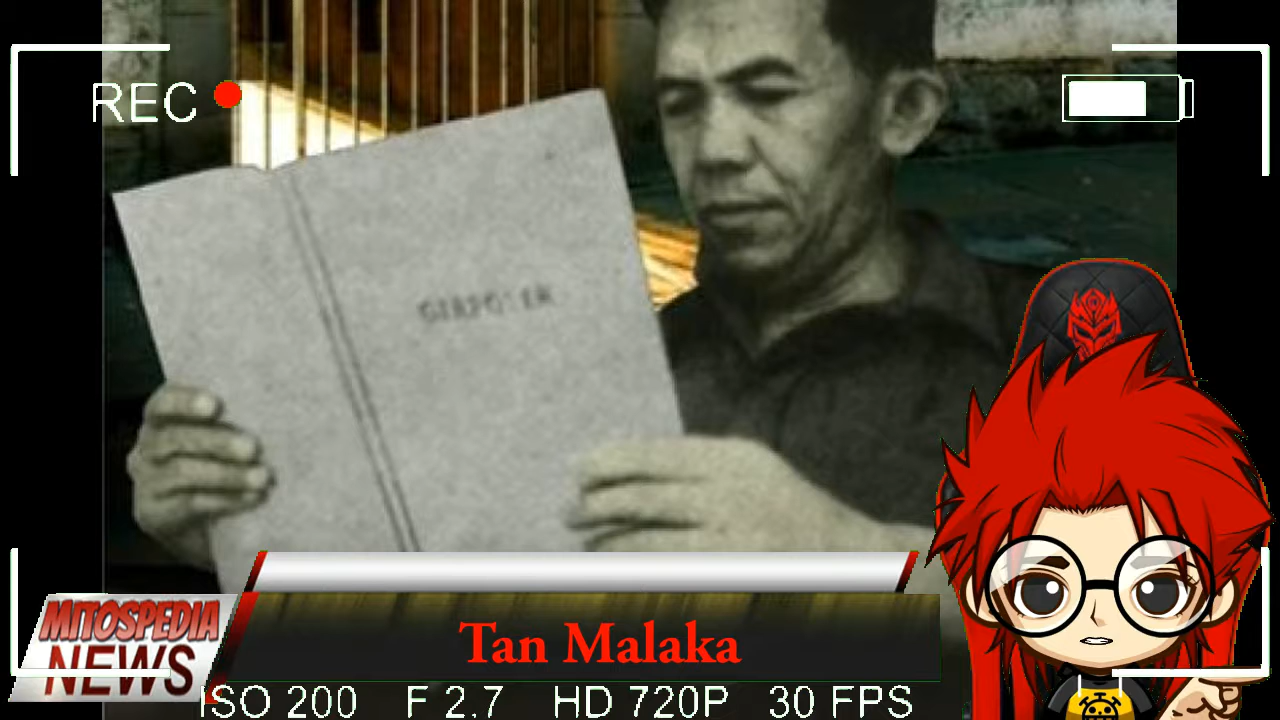 REC
Tan Malaka
MITOSPEDIA
NEWS
ISO 200 F 2.7 HD 720P 30 FPS